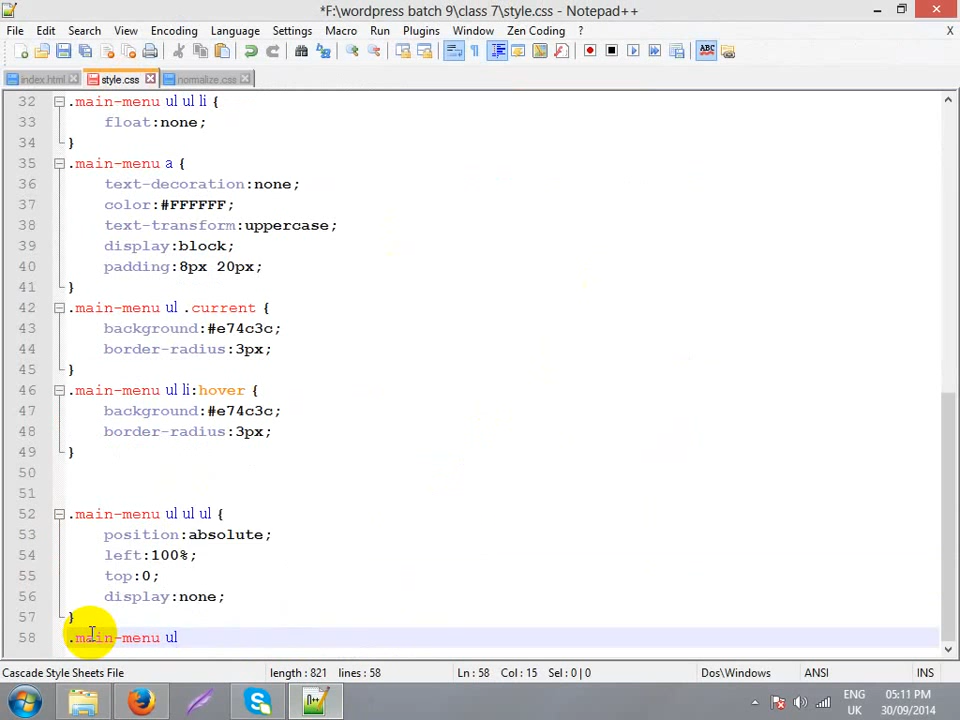 *F:\wordpress batch 9\class 7\style.css - Notepad++
File Edit Search View Encoding Language Settings Macro Run Plugins Window Zen Coding ? X
index.html style.css normalize.css
32 .main-menu ul ul li {
33 float:none;
34 }
35 .main-menu a {
36 text-decoration:none;
37 color:#FFFFFF;
38 text-transform:uppercase;
39 display:block;
40 padding:8px 20px;
41 }
42 .main-menu ul .current {
43 background:#e74c3c;
44 border-radius:3px;
45 }
46 .main-menu ul li:hover {
47 background:#e74c3c;
48 border-radius:3px;
49 }
50
51
52 .main-menu ul ul ul {
53 position:absolute;
54 left:100%;
55 top:0;
56 display:none;
57 }
58 .main-menu ul
Cascade Style Sheets File length : 821 lines : 58 Ln : 58 Col : 15 Sel : 0 | 0 Dos\Windows ANSI INS
ENG 05:11 PM
UK 30/09/2014